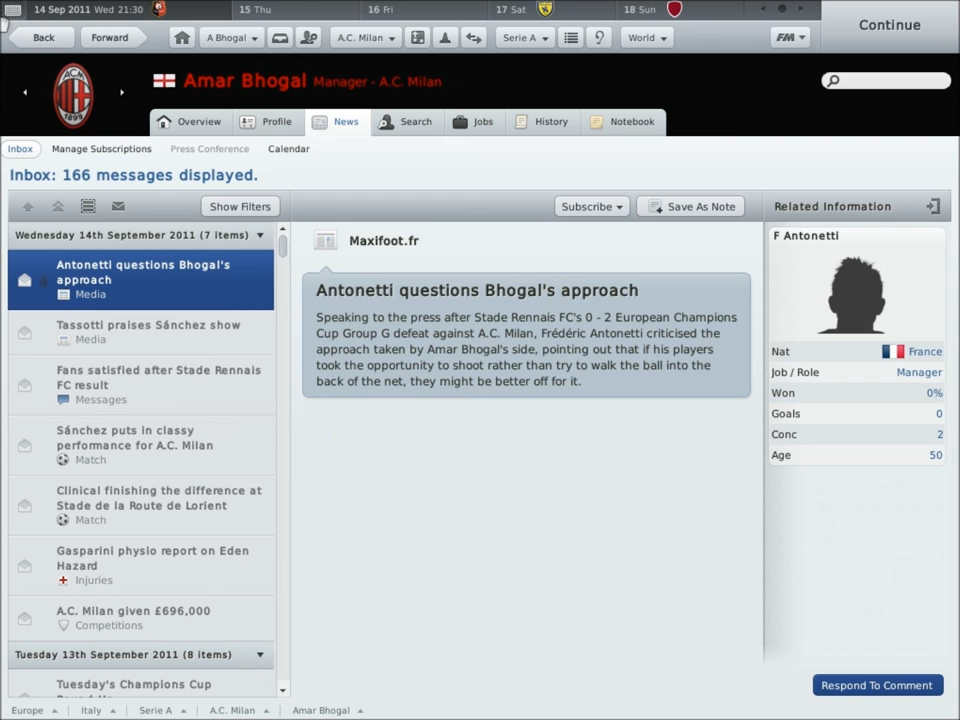 14 Sep 2011 Wed 21:30
15 Thu
16 Fri
17 Sat
18 Sun
Continue
Back
Forward
A Bhogal
A.C. Milan
Serie A
World
FM
ACM
1899
Amar Bhogal Manager - A.C. Milan
Overview
Profile
News
Search
Jobs
History
Notebook
Inbox
Manage Subscriptions
Press Conference
Calendar
Inbox: 166 messages displayed.
Show Filters
Subscribe
Save As Note
Related Information
Wednesday 14th September 2011 (7 items)
Antonetti questions Bhogal's
approach
Media
Tassotti praises Sánchez show
Media
Fans satisfied after Stade Rennais
FC result
Messages
Sánchez puts in classy
performance for A.C. Milan
Match
Clinical finishing the difference at
Stade de la Route de Lorient
Match
Gasparini physio report on Eden
Hazard
Injuries
A.C. Milan given £696,000
Competitions
Tuesday 13th September 2011 (8 items)
Tuesday's Champions Cup
Maxifoot.fr
Antonetti questions Bhogal's approach
Speaking to the press after Stade Rennais FC's 0 - 2 European Champions
Cup Group G defeat against A.C. Milan, Frédéric Antonetti criticised the
approach taken by Amar Bhogal's side, pointing out that if his players
took the opportunity to shoot rather than try to walk the ball into the
back of the net, they might be better off for it.
F Antonetti
Nat France
Job / Role Manager
Won 0%
Goals 0
Conc 2
Age 50
Respond To Comment
Europe
Italy
Serie A
A.C. Milan
Amar Bhogal